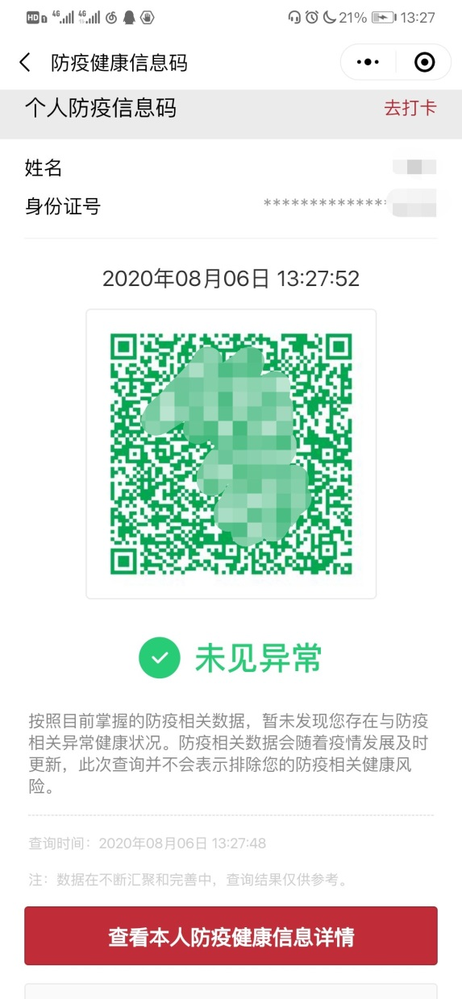 HD 4G 4G 21% 13:27
防疫健康信息码
个人防疫信息码 去打卡
姓名
身份证号 **************
2020年08月06日 13:27:52
未见异常
按照目前掌握的防疫相关数据，暂未发现您存在与防疫
相关异常健康状况。防疫相关数据会随着疫情发展及时
更新，此次查询并不会表示排除您的防疫相关健康风
险。
查询时间：2020年08月06日 13:27:48
注：数据在不断汇聚和完善中，查询结果仅供参考。
查看本人防疫健康信息详情